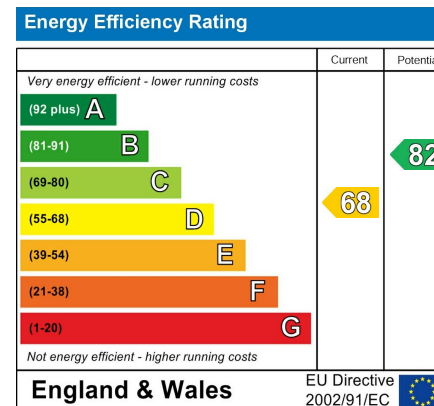 Energy Efficiency Rating
Current
Potentia
Very energy efficient - lower running costs
(92 plus) A
(81-91) B
82
(69-80) C
68
(55-68) D
(39-54) E
(21-38) F
(1-20) G
Not energy efficient - higher running costs
England & Wales
EU Directive
2002/91/EC